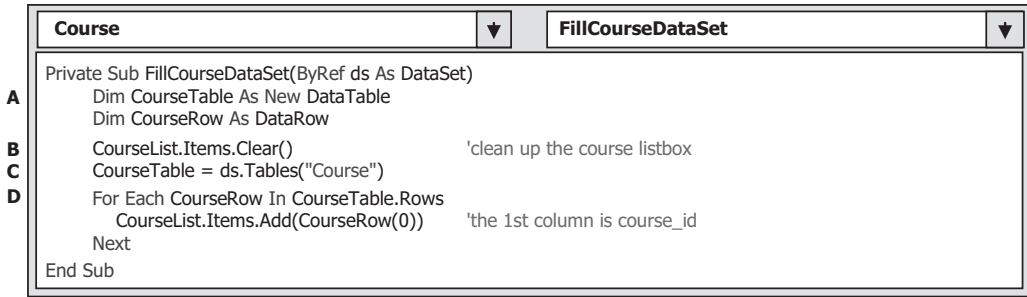 Course FillCourseDataSet
Private Sub FillCourseDataSet(ByRef ds As DataSet)
A Dim CourseTable As New DataTable
Dim CourseRow As DataRow
B CourseList.Items.Clear() 'clean up the course listbox
C CourseTable = ds.Tables("Course")
D For Each CourseRow In CourseTable.Rows
CourseList.Items.Add(CourseRow(0)) 'the 1st column is course_id
Next
End Sub